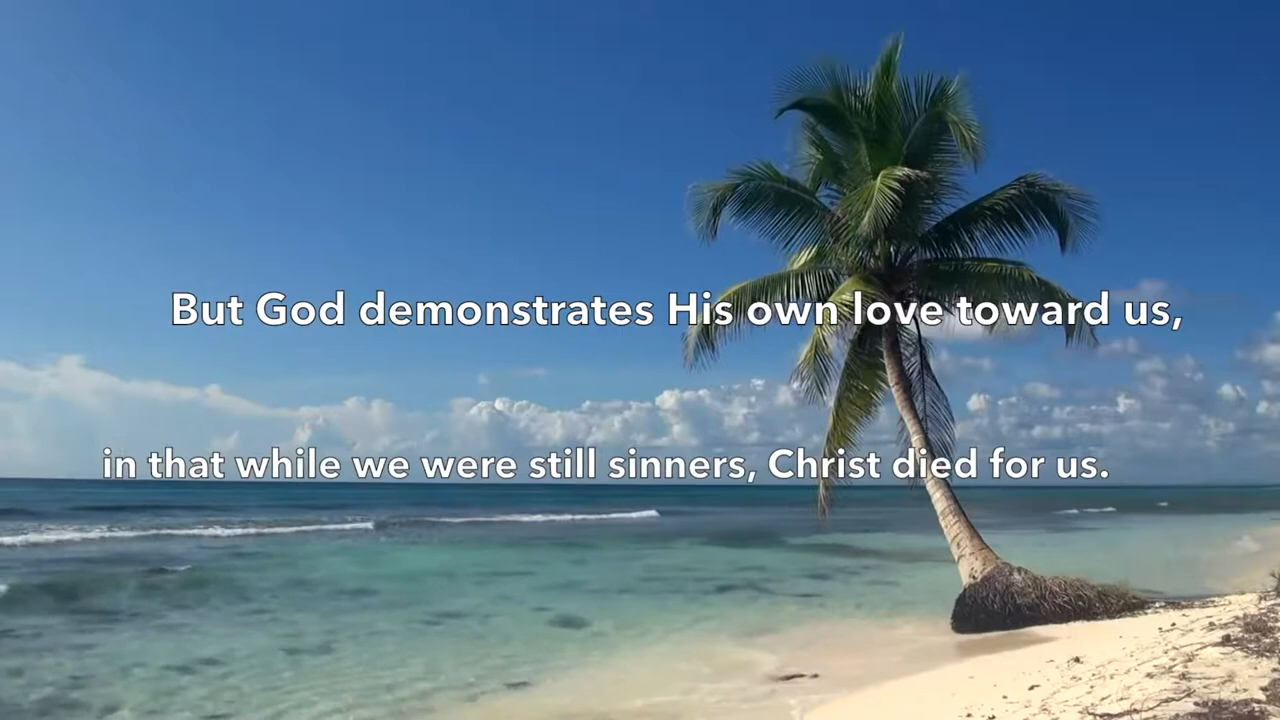 But God demonstrates His own love toward us,
in that while we were still sinners, Christ died for us.